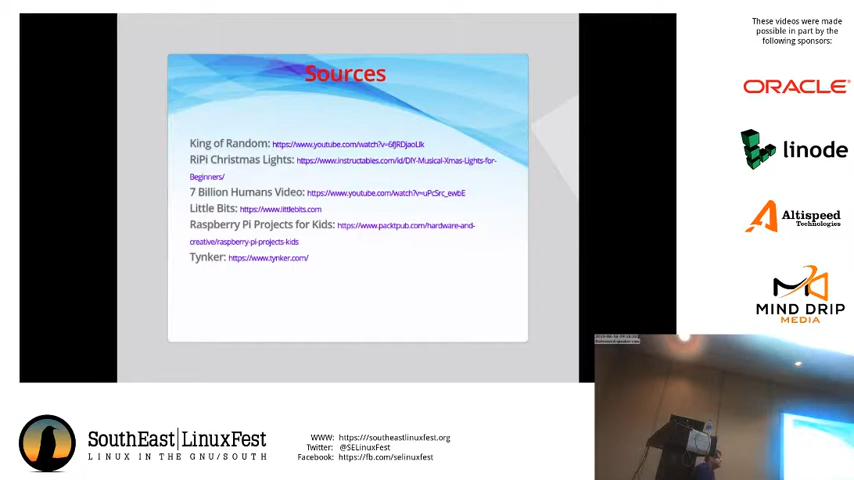 These videos were made
possible in part by the
following sponsors:
Sources
ORACLE
King of Random: https://www.youtube.com/watch?v=6fJRDjaoLlk
RiPi Christmas Lights: https://www.instructables.com/id/DIY-Musical-Xmas-Lights-for-
Beginners/
linode
7 Billion Humans Video: https://www.youtube.com/watch?v=uPcSrc_ewbE
Little Bits: https://www.littlebits.com
Altispeed
Technologies
Raspberry Pi Projects for Kids: https://www.packtpub.com/hardware-and-
creative/raspberry-pi-projects-kids
Tynker: https://www.tynker.com/
MIND DRIP
MEDIA
SouthEast|LinuxFest
LINUX IN THE GNU/SOUTH
WWW: https:///southeastlinuxfest.org
Twitter: @SELinuxFest
Facebook: https://fb.com/selinuxfest